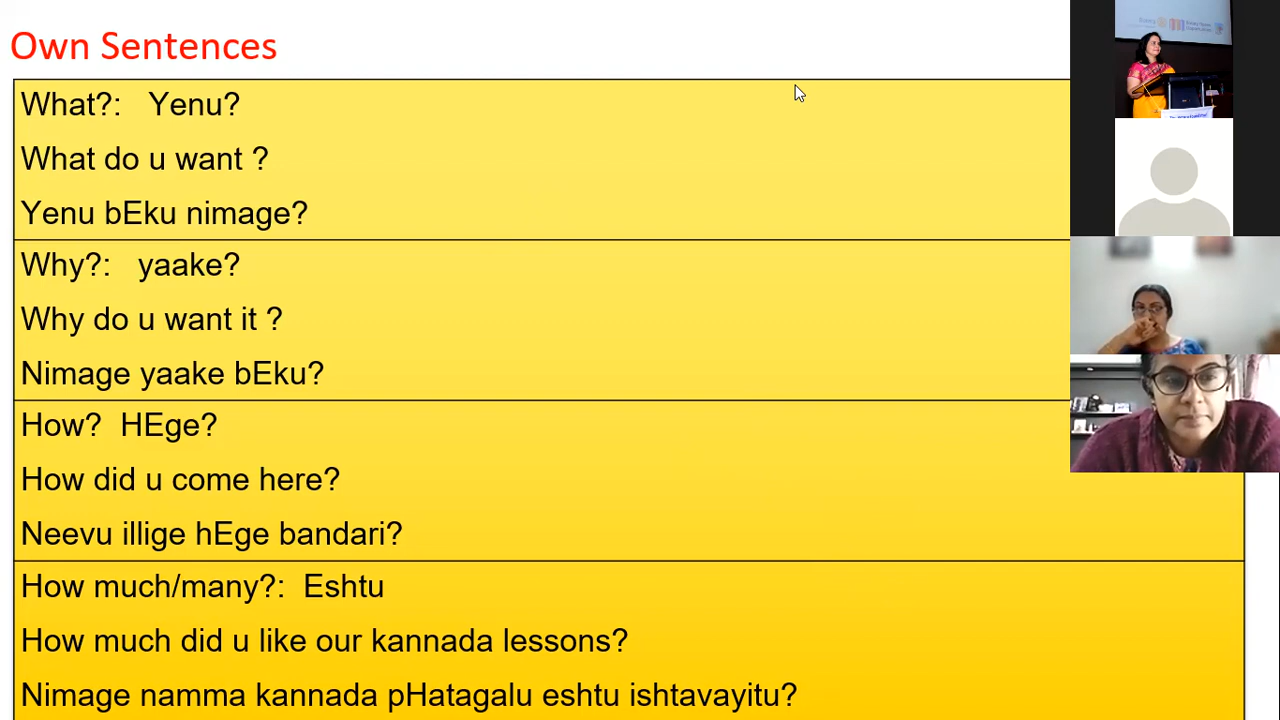 Own Sentences
What?: Yenu?
What do u want ?
Yenu bEku nimage?
Why?: yaake?
Why do u want it ?
Nimage yaake bEku?
How? HEge?
How did u come here?
Neevu illige hEge bandari?
How much/many?: Eshtu
How much did u like our kannada lessons?
Nimage namma kannada pHatagalu eshtu ishtavayitu?